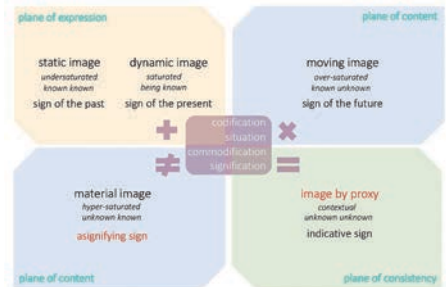 plane of expression
plane of content
static image
undersaturated
known known
sign of the past
dynamic image
saturated
being known
sign of the present
moving image
over-saturated
known unknown
sign of the future
+
×
codification
situation
commodification
signification
≠
=
material image
hyper-saturated
unknown known
asignifying sign
image by proxy
contextual
unknown unknown
indicative sign
plane of content
plane of consistency